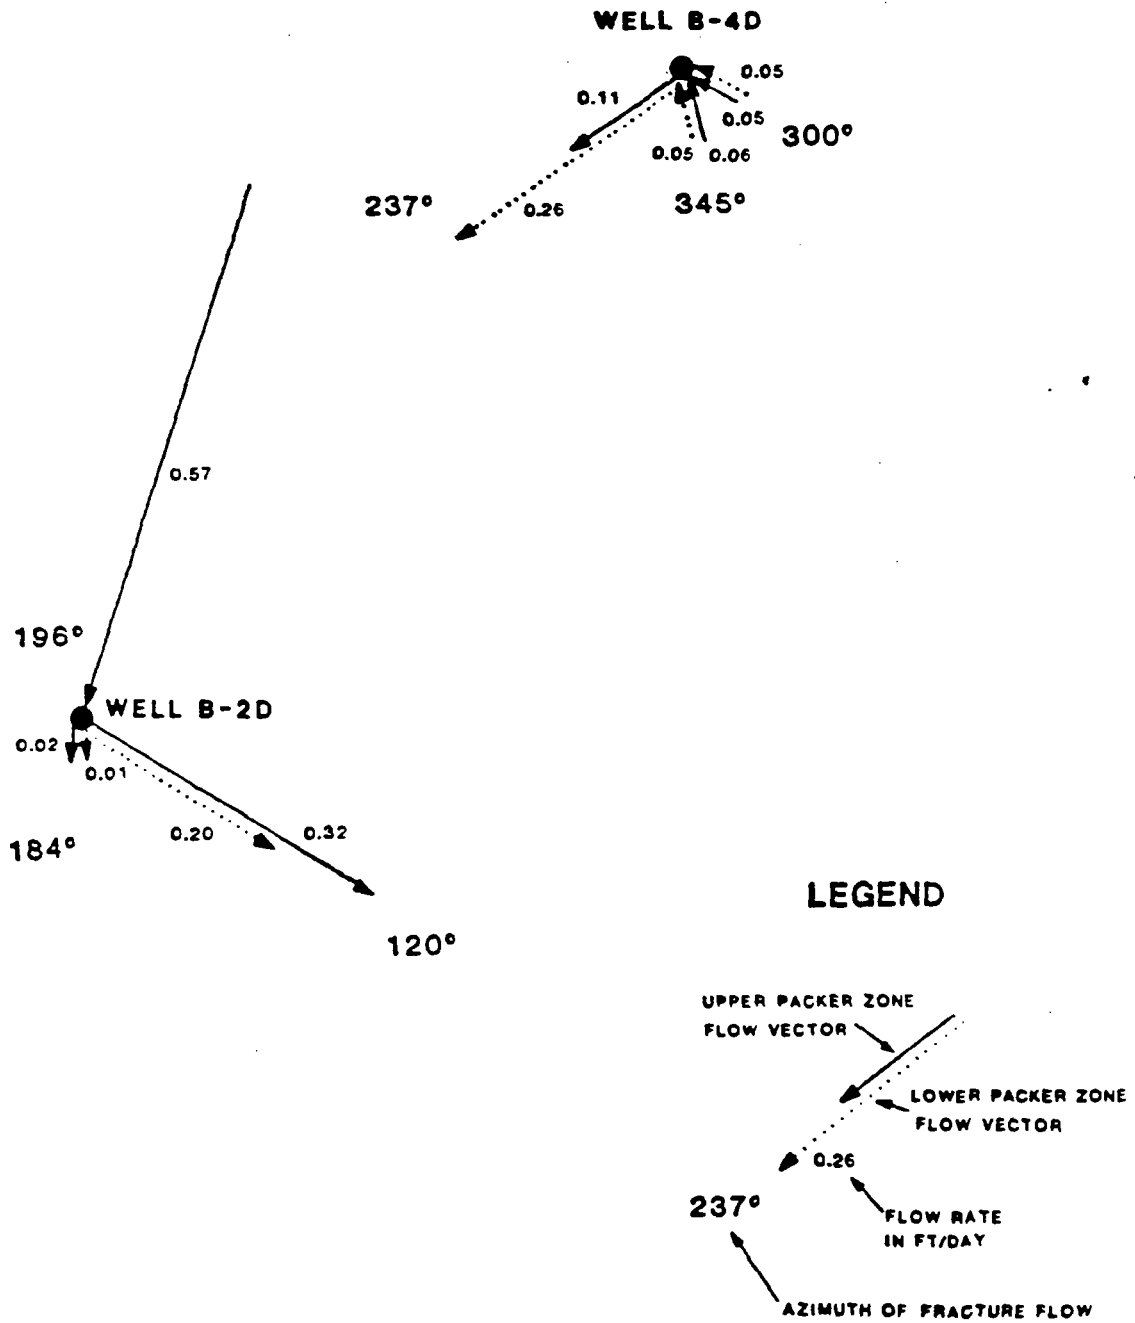 WELL B-4D
0.05
0.11
0.05
300°
0.05 0.06
237°
0.26
345°
0.57
196°
WELL B-2D
0.02
0.01
0.20
0.32
184°
120°
LEGEND
UPPER PACKER ZONE
FLOW VECTOR
LOWER PACKER ZONE
FLOW VECTOR
0.26
237°
FLOW RATE
IN FT/DAY
AZIMUTH OF FRACTURE FLOW